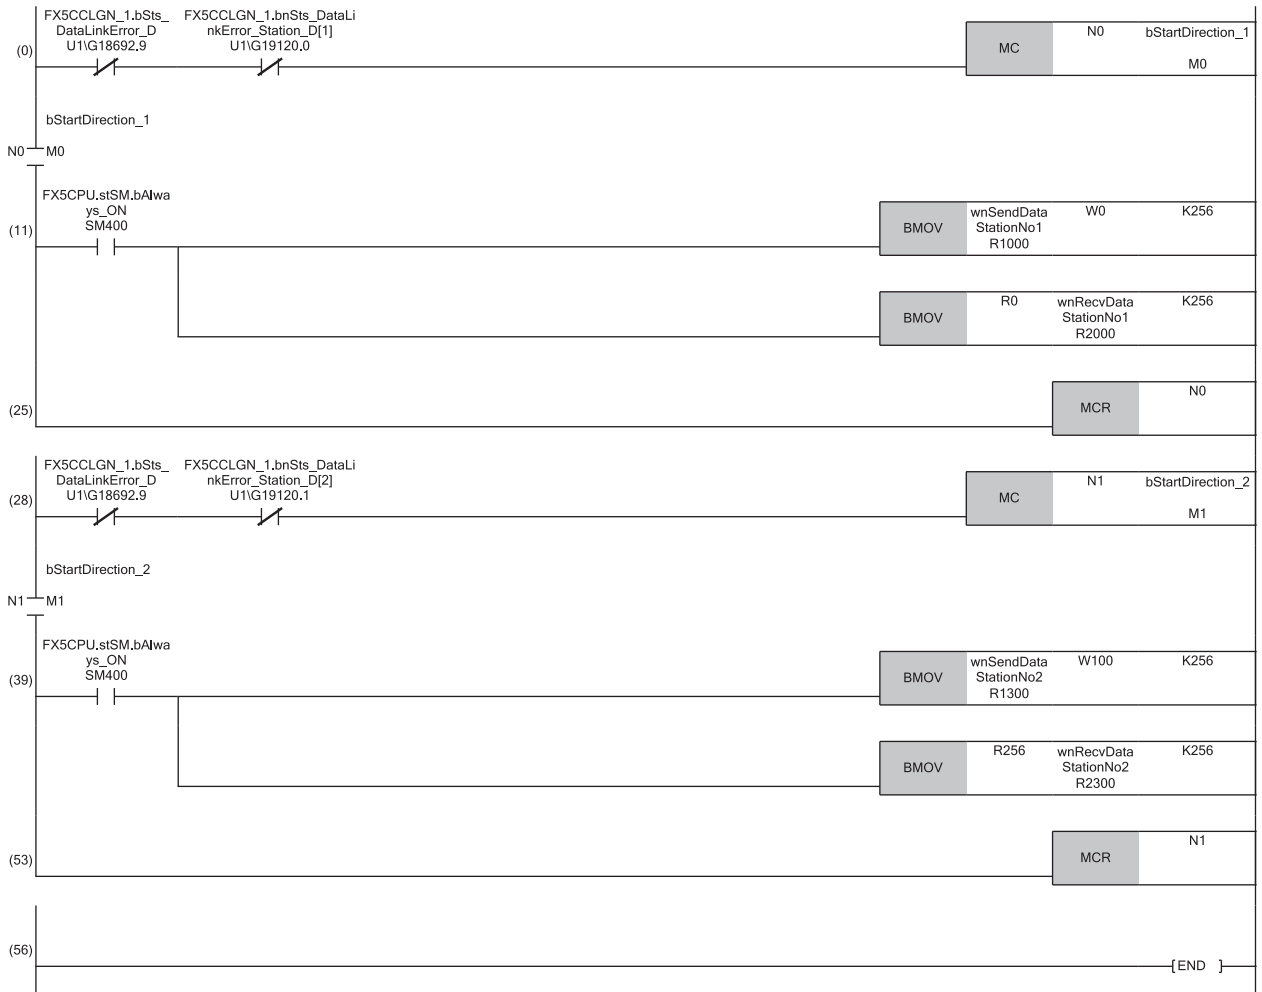 FX5CCLGN_1.bSts_
DataLinkError_D
U1\G18692.9
FX5CCLGN_1.bnSts_DataLi
nkError_Station_D[1]
U1\G19120.0
(0)
MC
N0
bStartDirection_1
M0
bStartDirection_1
N0
M0
FX5CPU.stSM.bAlwa
ys_ON
SM400
(11)
BMOV
wnSendData
StationNo1
R1000
W0
K256
BMOV
R0
wnRecvData
StationNo1
R2000
K256
(25)
MCR
N0
FX5CCLGN_1.bSts_
DataLinkError_D
U1\G18692.9
FX5CCLGN_1.bnSts_DataLi
nkError_Station_D[2]
U1\G19120.1
(28)
MC
N1
bStartDirection_2
M1
bStartDirection_2
N1
M1
FX5CPU.stSM.bAlwa
ys_ON
SM400
(39)
BMOV
wnSendData
StationNo2
R1300
W100
K256
BMOV
R256
wnRecvData
StationNo2
R2300
K256
(53)
MCR
N1
(56)
[END ]